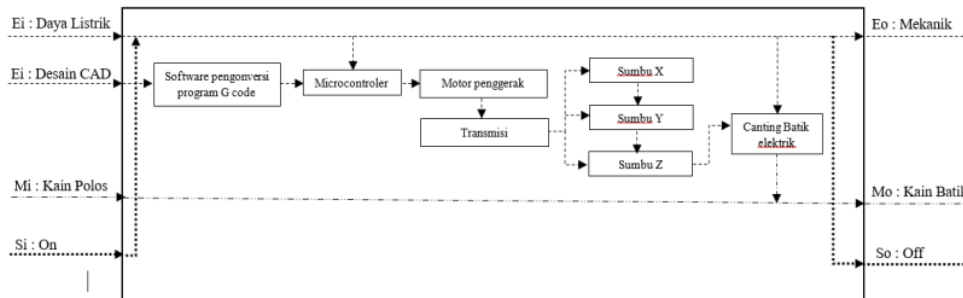 Ei : Daya Listrik
Eo : Mekanik
Ei : Desain CAD
Software pengonversi
program G code
Microcontroler
Motor penggerak
Transmisi
Sumbu X
Sumbu Y
Sumbu Z
Canting Batik
elektrik
Mi : Kain Polos
Mo : Kain Batik
Si : On
So : Off